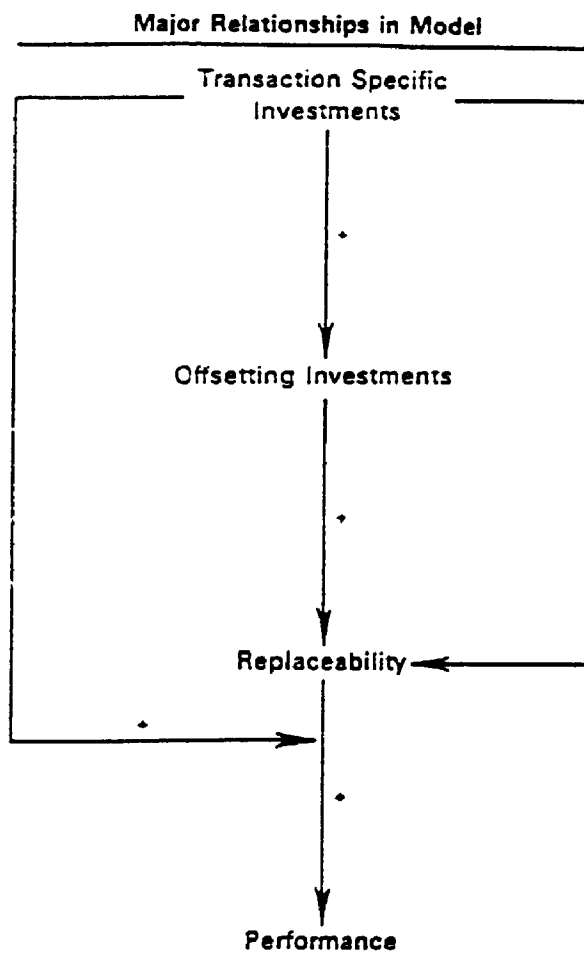 Major Relationships in Model
Transaction Specific
Investments
+
Offsetting Investments
+
Replaceability
+
+
Performance